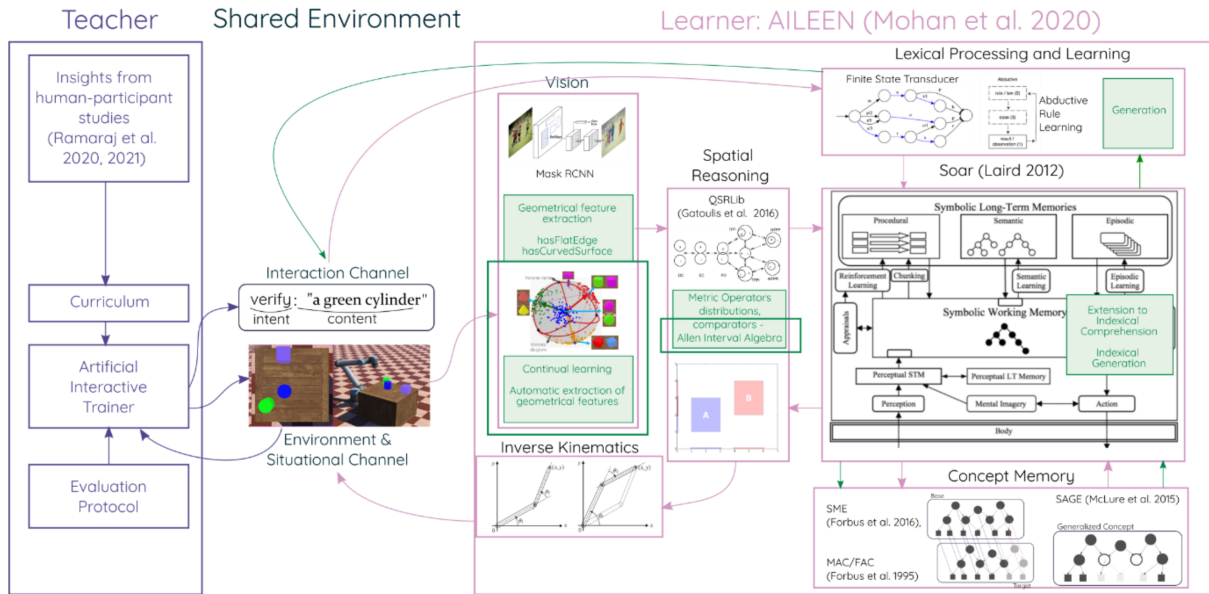 Teacher
Shared Environment
Learner: AILEEN (Mohan et al. 2020)
Insights from
human-participant
studies
(Ramaraj et al.
2020, 2021)
Curriculum
Artificial
Interactive
Trainer
Evaluation
Protocol
Interaction Channel
verify: "a green cylinder"
intent
content
Environment &
Situational Channel
Vision
Mask RCNN
Geometrical feature
extraction
hasFlatEdge
hasCurvedSurface
Continual learning
Automatic extraction of
geometrical features
Inverse Kinematics
Spatial
Reasoning
QSRLib
(Gatoulis et al. 2016)
Metric Operators
distributions,
comparators -
Allen Interval Algebra
A
B
Lexical Processing and Learning
Finite State Transducer
Abductive
Abductive
Rule
Learning
Generation
Soar (Laird 2012)
Symbolic Long-Term Memories
Procedural
Semantic
Episodic
Reinforcement
Learning
Chunking
Semantic
Learning
Episodic
Learning
Appraisals
Symbolic Working Memory
Extension to
Indexical
Comprehension
Indexical
Generation
Perceptual STM
Perceptual LT Memory
Perception
Mental Imagery
Action
Body
Concept Memory
SME
(Forbus et al. 2016),
MAC/FAC
(Forbus et al. 1995)
Base
Target
SAGE (McLure et al. 2015)
Generalized Concept